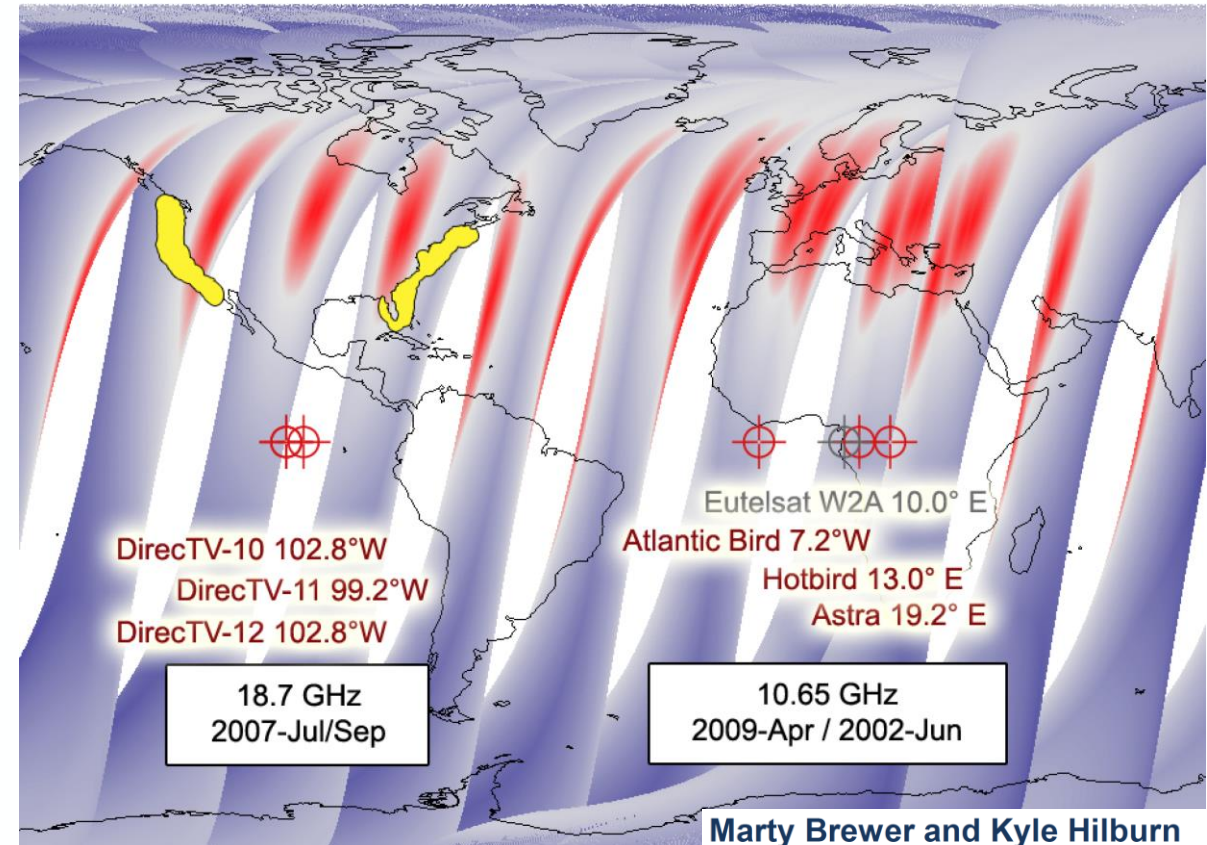 Eutelsat W2A 10.0° E
DirecTV-10 102.8°W
Atlantic Bird 7.2°W
DirecTV-11 99.2°W
Hotbird 13.0° E
DirecTV-12 102.8°W
Astra 19.2° E
18.7 GHz
2007-Jul/Sep
10.65 GHz
2009-Apr / 2002-Jun
Marty Brewer and Kyle Hilburn